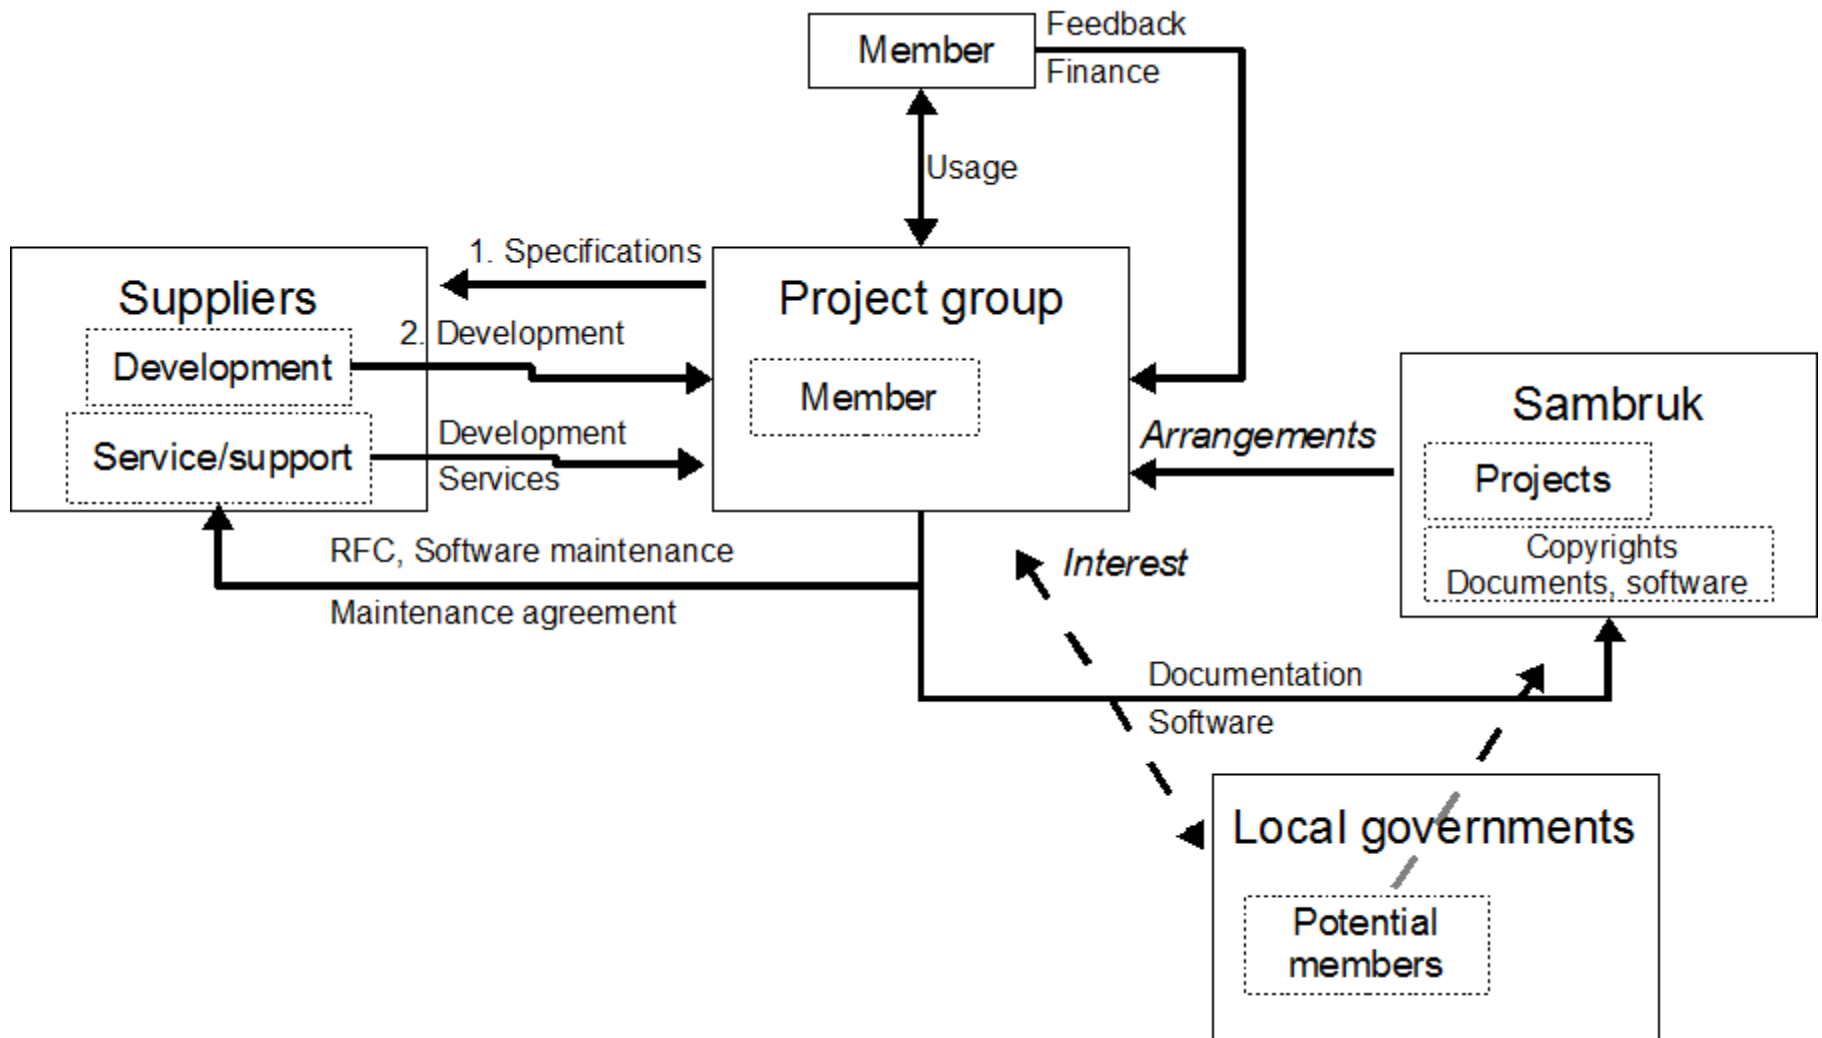 Member
Feedback
Finance
Usage
1. Specifications
Suppliers
Project group
2. Development
Development
Member
Sambruk
Development
Arrangements
Service/support
Services
Projects
RFC, Software maintenance
Interest
Copyrights
Documents, software
Maintenance agreement
Documentation
Software
Local governments
Potential
members